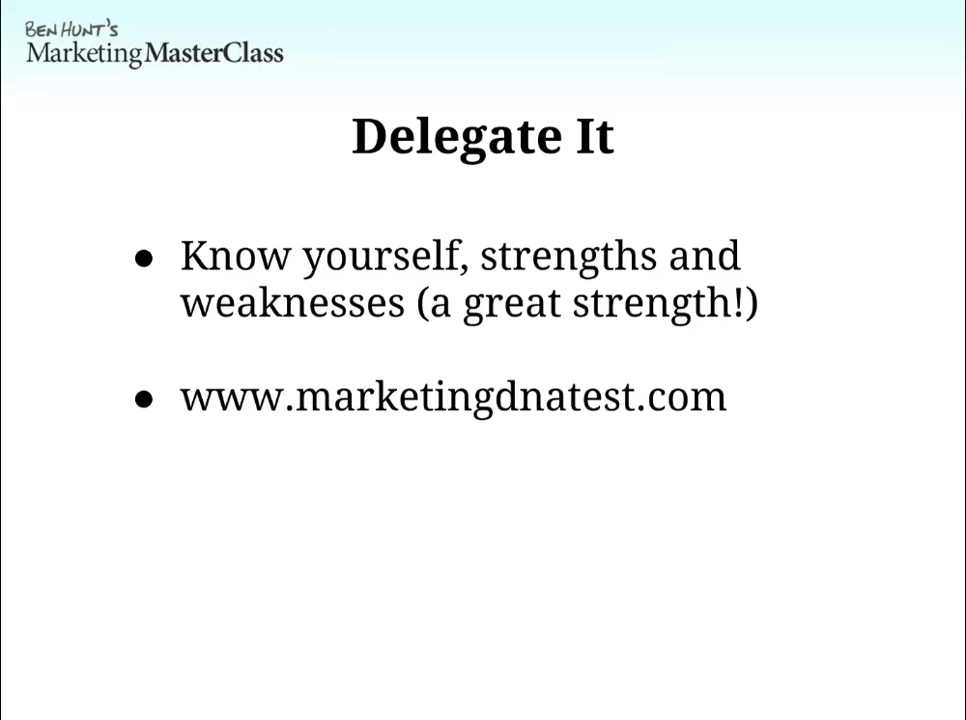 BEN HUNT'S
Marketing MasterClass
Delegate It
● Know yourself, strengths and
weaknesses (a great strength!)
● www.marketingdnatest.com